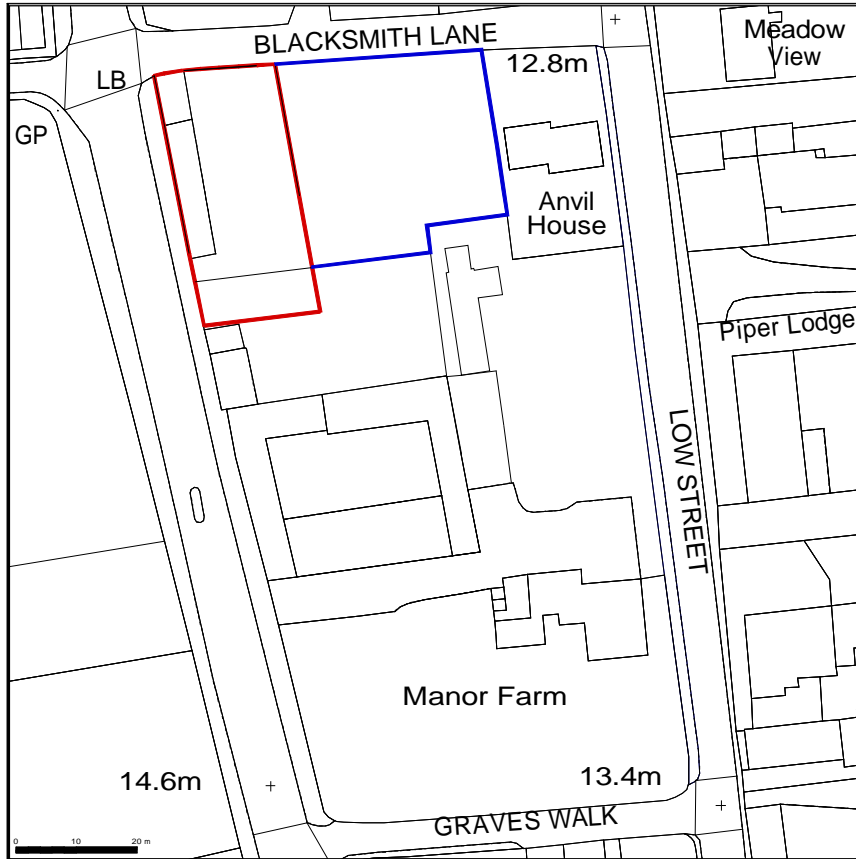 BLACKSMITH LANE
Meadow
View
12.8m
LB
GP
Anvil
House
Piper Lodge
LOW STREET
Manor Farm
14.6m
13.4m
GRAVES WALK
0 10 20 m